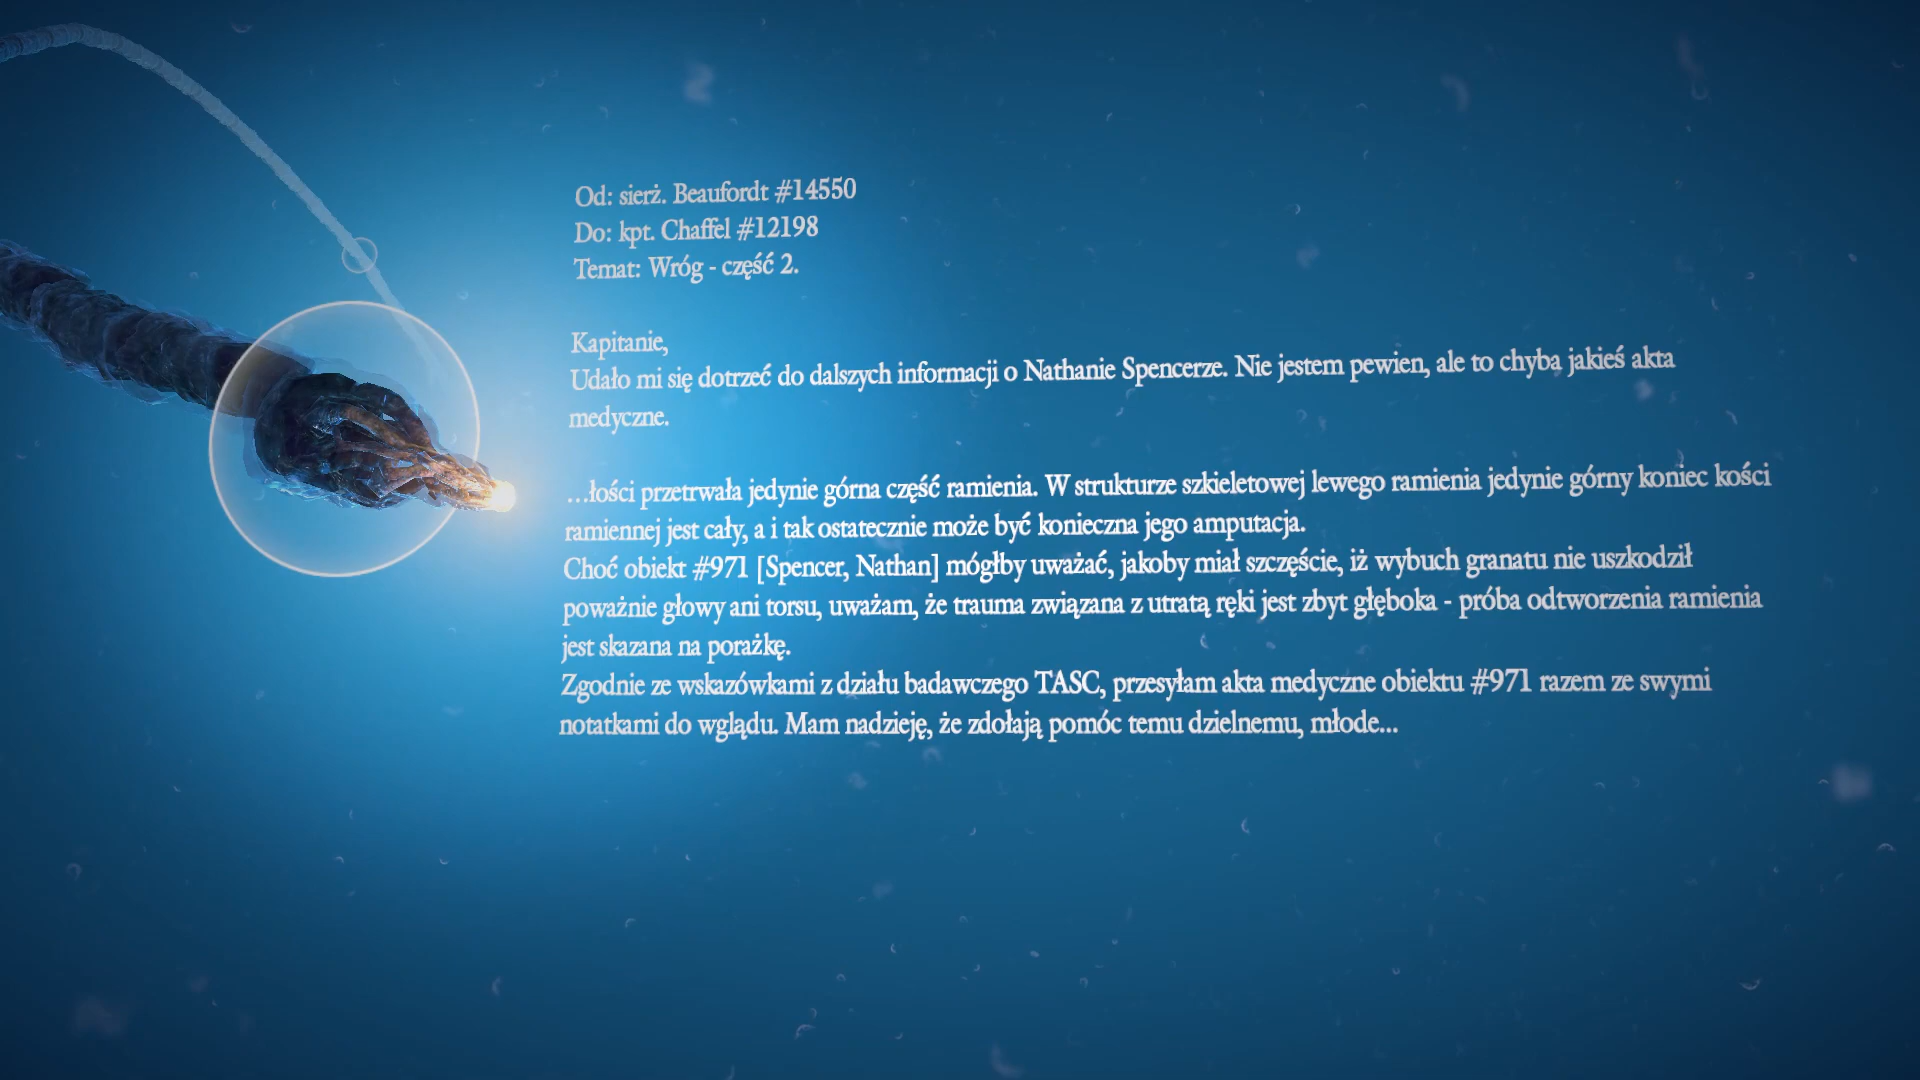 Od: sierż. Beaufordt #14550
Do: kpt. Chaffel #12198
Temat: Wróg - część 2.
Kapitanie,
Udało mi się dotrzeć do dalszych informacji o Nathanie Spencerze. Nie jestem pewien, ale to chyba jakieś akta
medyczne.
...łości przetrwała jedynie górna część ramienia. W strukturze szkieletowej lewego ramienia jedynie górny koniec kości
ramiennej jest cały, a i tak ostatecznie może być konieczna jego amputacja.
Choć obiekt #971 [Spencer, Nathan] mógłby uważać, jakoby miał szczęście, iż wybuch granatu nie uszkodził
poważnie głowy ani torsu, uważam, że trauma związana z utratą ręki jest zbyt głęboka - próba odtworzenia ramienia
jest skazana na porażkę.
Zgodnie ze wskazówkami z działu badawczego TASC, przesyłam akta medyczne obiektu #971 razem ze swymi
notatkami do wglądu. Mam nadzieję, że zdołają pomóc temu dzielnemu, młode...